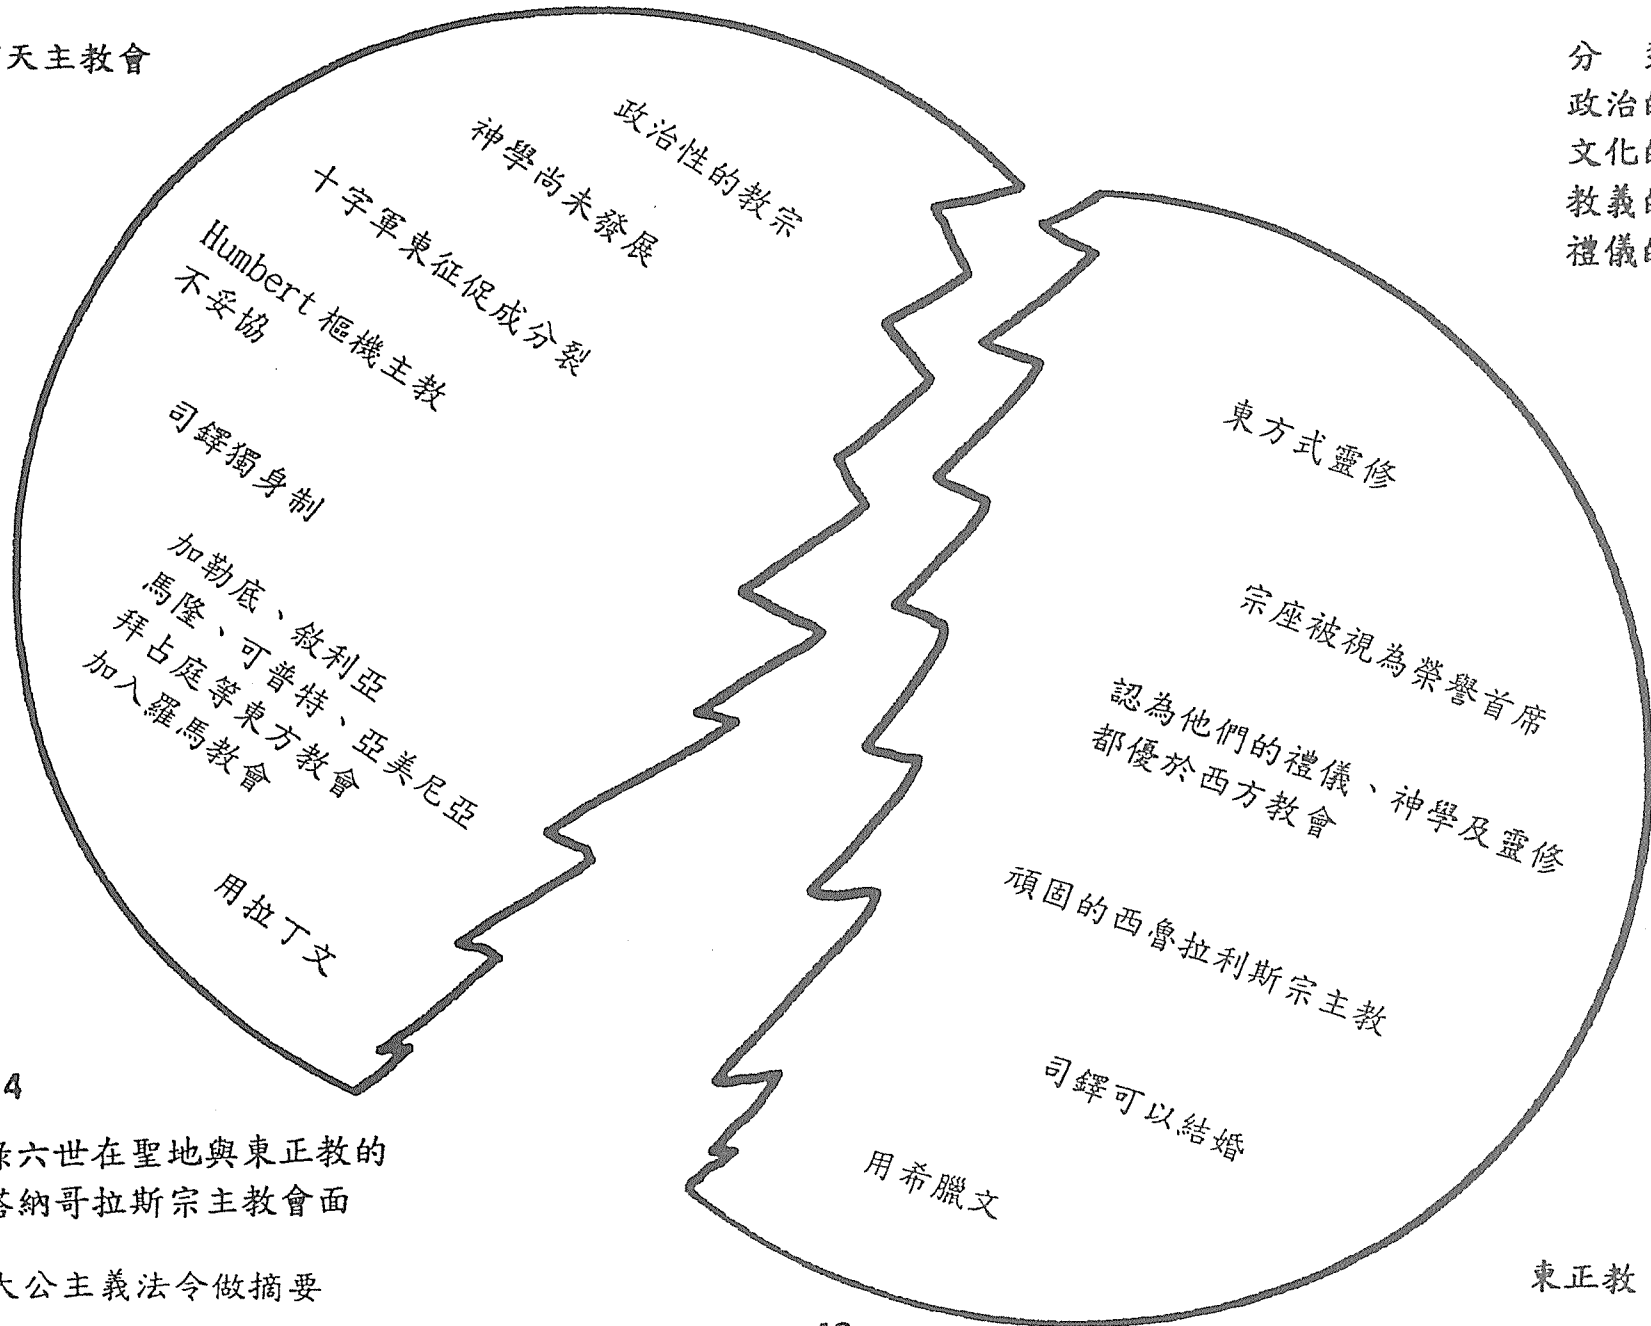 天主教會
分
政治的
文化的
教義的
禮儀的
政治性的教宗
神學尚未發展
十字軍東征促成分裂
Humbert 樞機主教
不妥協
司鐸獨身制
加勒底、敘利亞
馬隆、可普特、亞美尼亞
拜占庭等東方教會
加入羅馬教會
用拉丁文
東方式靈修
宗座被視為榮譽首席
認為他們的禮儀、神學及靈修
都優於西方教會
頑固的西魯拉利斯宗主教
司鐸可以結婚
用希臘文
4
六世在聖地與東正教的
納哥拉斯宗主教會面
大公主義法令做摘要
東正教